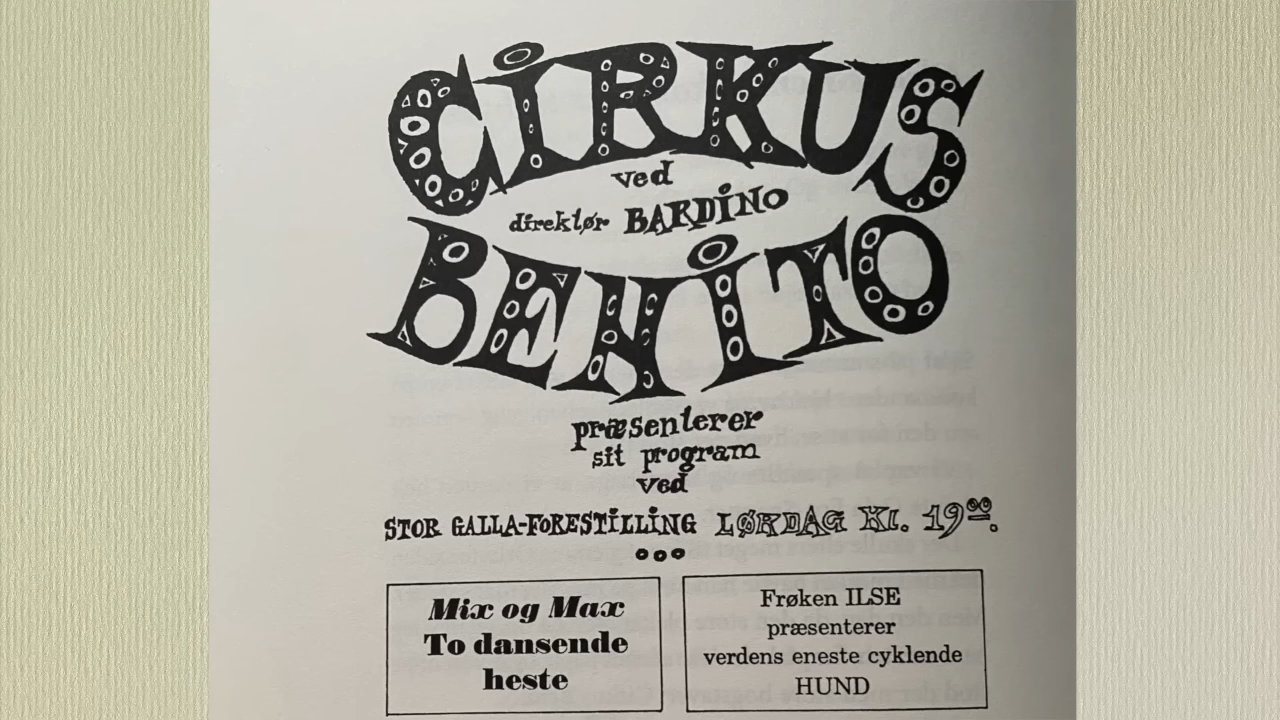 CiRKUS
ved
direktør BARDiNO
BENiTO
præsenterer
sit program
ved
STOR GALLA-FORESTiLLiNG LØRDAG Kl. 19⁰⁰.
Mix og Max
To dansende
heste
Frøken ILSE
præsenterer
verdens eneste cyklende
HUND